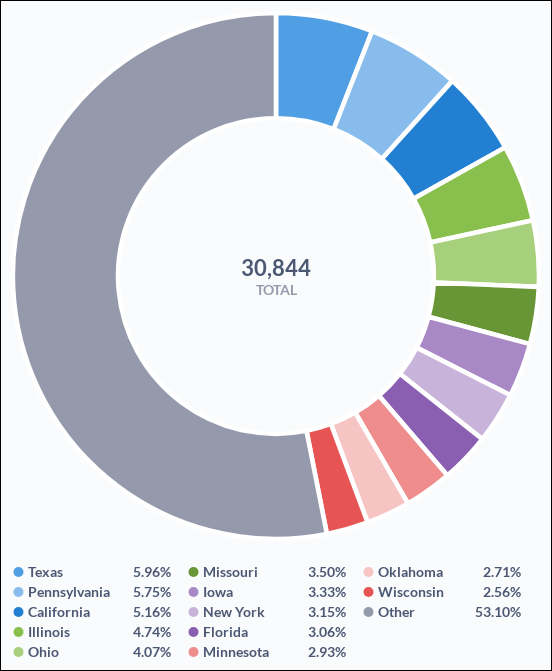 30,844
TOTAL
Texas 5.96%
Pennsylvania 5.75%
California 5.16%
Illinois 4.74%
Ohio 4.07%
Missouri 3.50%
Iowa 3.33%
New York 3.15%
Florida 3.06%
Minnesota 2.93%
Oklahoma 2.71%
Wisconsin 2.56%
Other 53.10%